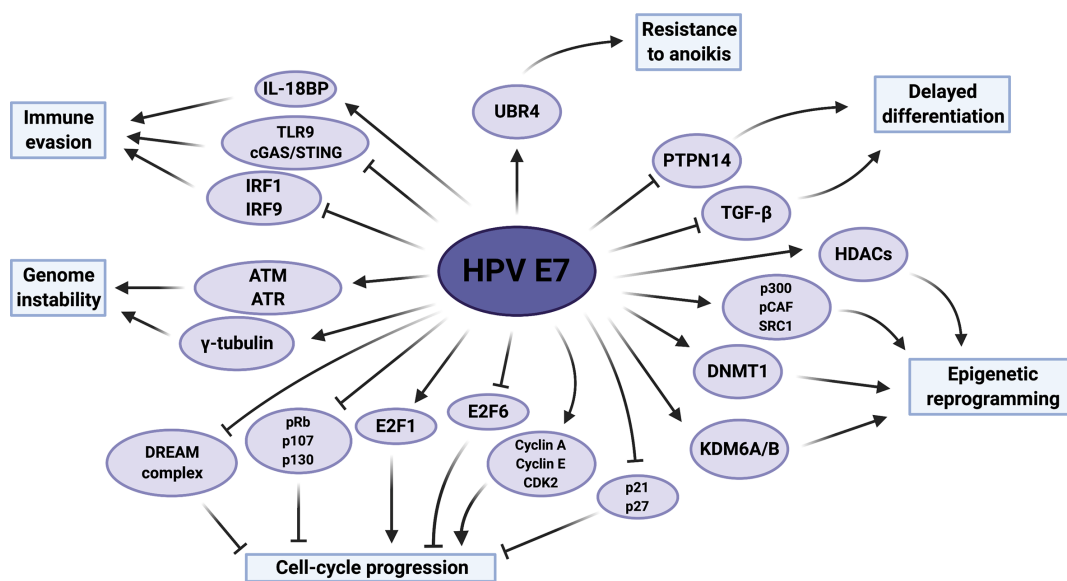 Resistance
to anoikis
IL-18BP
UBR4
Immune
evasion
TLR9
cGAS/STING
Delayed
differentiation
PTPN14
IRF1
IRF9
TGF-β
HPV E7
HDACs
Genome
instability
ATM
ATR
p300
pCAF
SRC1
γ-tubulin
DNMT1
Epigenetic
reprogramming
DREAM
complex
pRb
p107
p130
E2F1
E2F6
Cyclin A
Cyclin E
CDK2
KDM6A/B
p21
p27
Cell-cycle progression